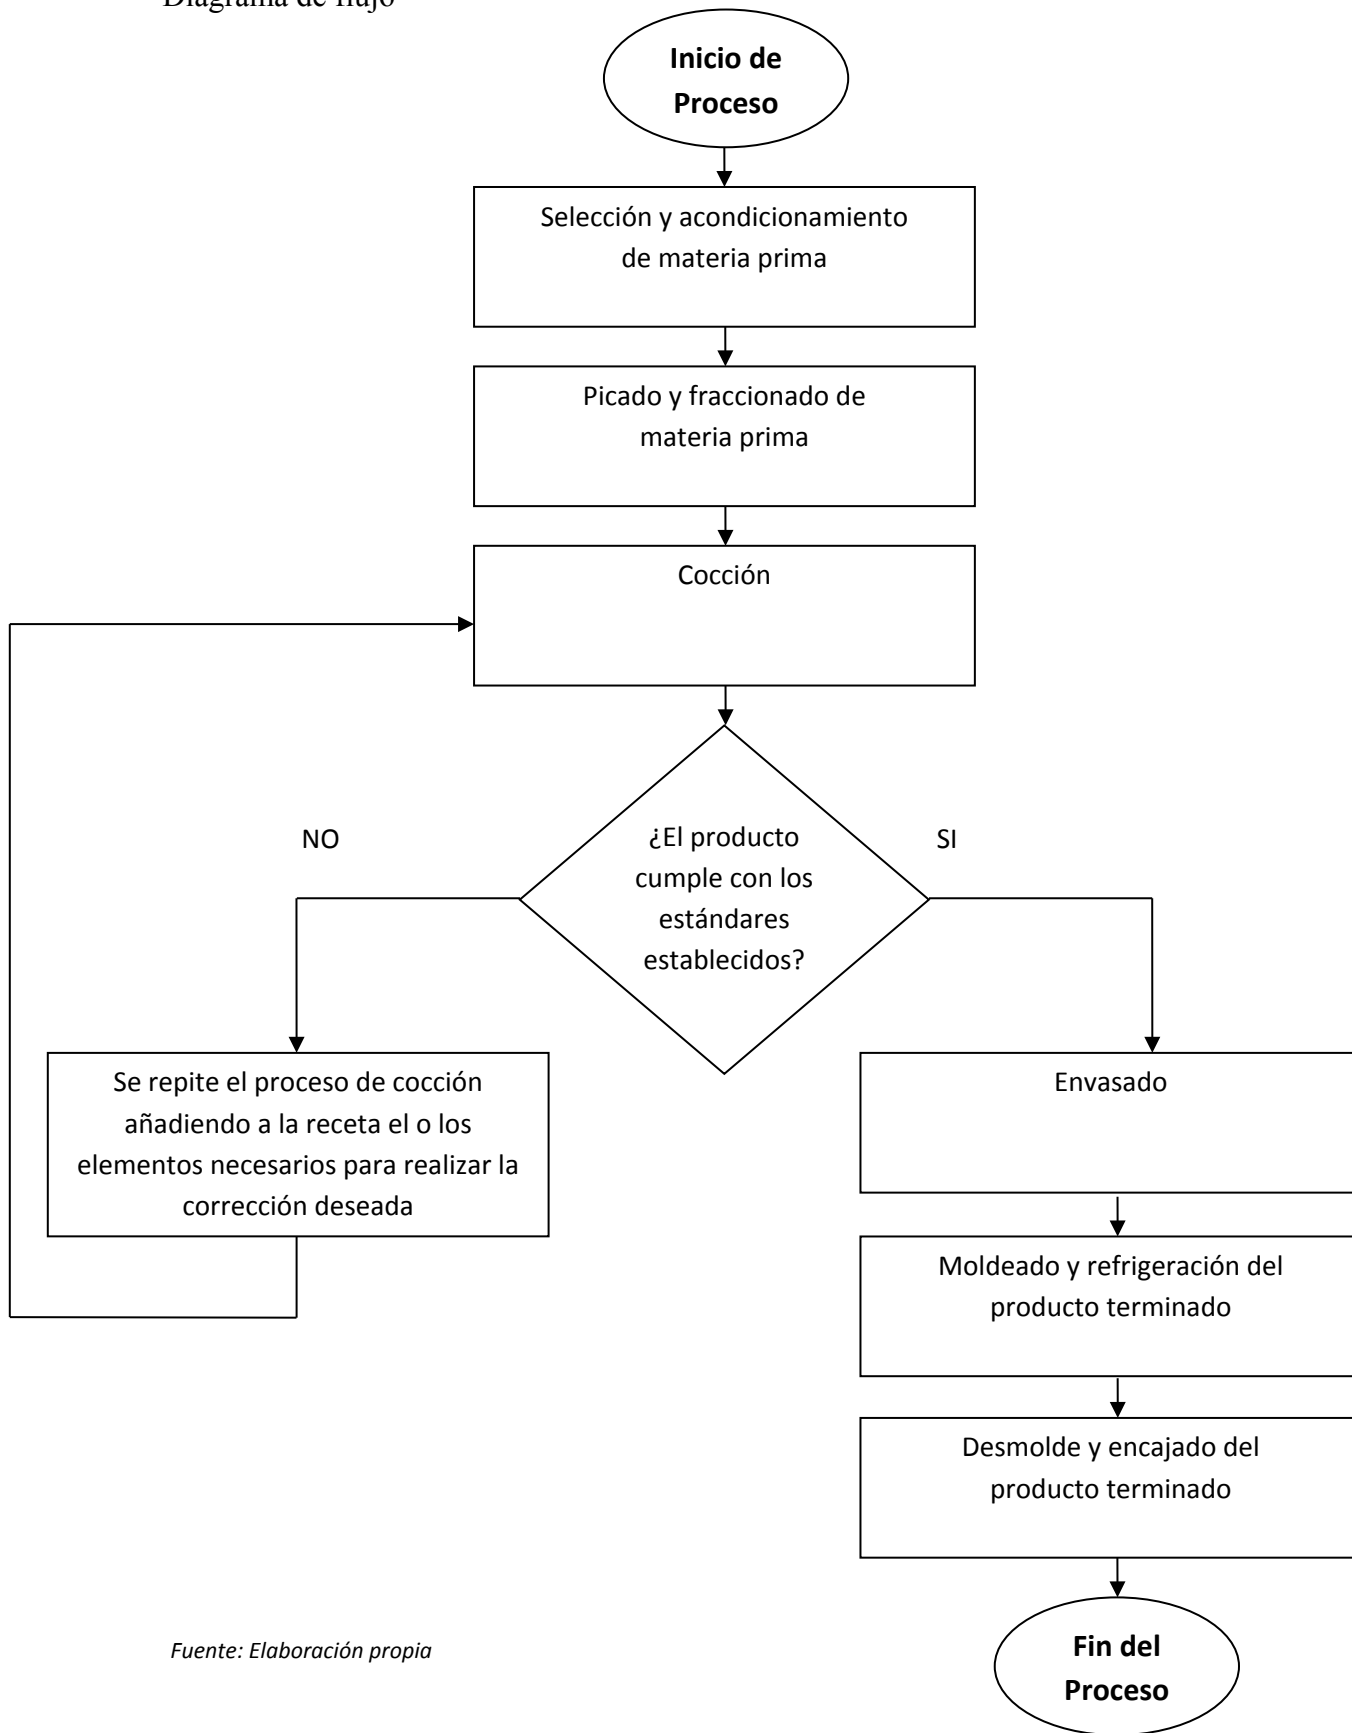 Diagrama de flujo
Inicio de
Proceso
Selección y acondicionamiento
de materia prima
Picado y fraccionado de
materia prima
Cocción
NO
¿El producto
cumple con los
estándares
establecidos?
SI
Se repite el proceso de cocción
añadiendo a la receta el o los
elementos necesarios para realizar la
corrección deseada
Envasado
Moldeado y refrigeración del
producto terminado
Desmolde y encajado del
producto terminado
Fuente: Elaboración propia
Fin del
Proceso